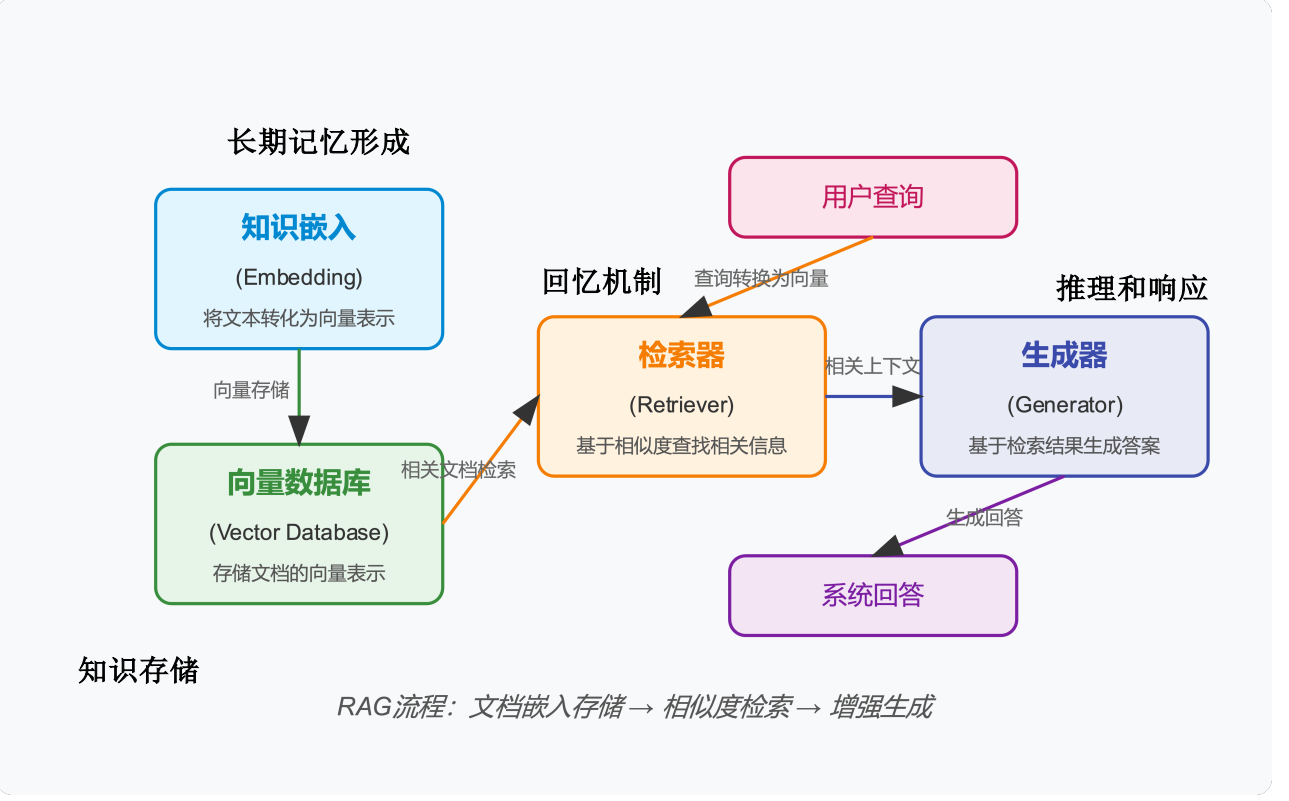 长期记忆形成
知识嵌入
(Embedding)
将文本转化为向量表示
向量存储
向量数据库
(Vector Database)
存储文档的向量表示
知识存储
相关文档检索
用户查询
查询转换为向量
回忆机制
检索器
(Retriever)
基于相似度查找相关信息
相关上下文
推理和响应
生成器
(Generator)
基于检索结果生成答案
生成回答
系统回答
RAG流程：文档嵌入存储→ 相似度检索→ 增强生成